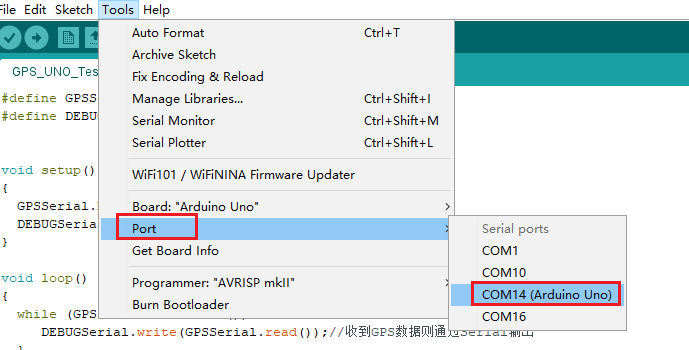 File Edit Sketch Tools Help
Auto Format Ctrl+T
Archive Sketch
GPS_UNO_Tes
Fix Encoding & Reload
#define GPSS
Manage Libraries... Ctrl+Shift+I
#define DEBU
Serial Monitor Ctrl+Shift+M
Serial Plotter Ctrl+Shift+L
void setup()
WiFi101 / WiFiNINA Firmware Updater
{
GPSSerial.
Board: "Arduino Uno"
DEBUGSeria
Port
Serial ports
}
Get Board Info
COM1
COM10
void loop()
Programmer: "AVRISP mkII"
{
COM14 (Arduino Uno)
Burn Bootloader
while (GPS
COM16
DEBUGSerial.write(GPSSerial.read());//收到GPS数据则通过Serial输出
}